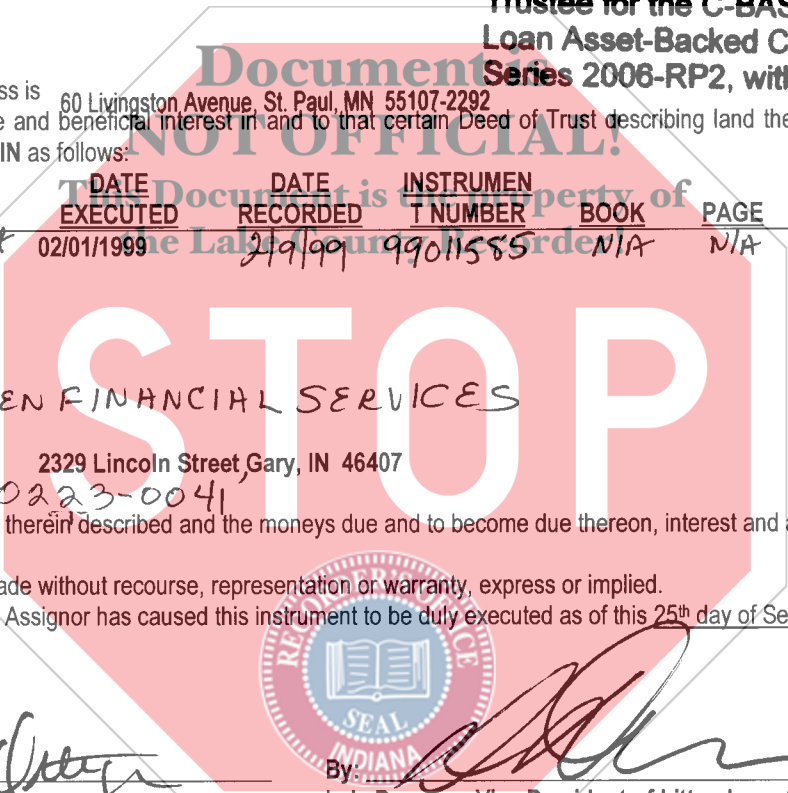 Trustee for the C-BAS
Loan Asset-Backed C
Document is
Series 2006-RP2, with
ss is 60 Livingston Avenue, St. Paul, MN 55107-2292
e and beneficial interest in and to that certain Deed of Trust describing land the
NOT OFFICIAL!
IN as follows:
This Document is the property of
the Lake County Recorder!
DATE EXECUTED DATE RECORDED INSTRUMEN T NUMBER BOOK PAGE
02/01/1999 2/9/99 99011585 N/A N/A
STOP
EN FINANCIAL SERVICES
2329 Lincoln Street, Gary, IN 46407
0223-0041
therein described and the moneys due and to become due thereon, interest and a
ade without recourse, representation or warranty, express or implied.
Assignor has caused this instrument to be duly executed as of this 25th day of Se
RECORDER'S OFFICE
SEAL
INDIANA
By: